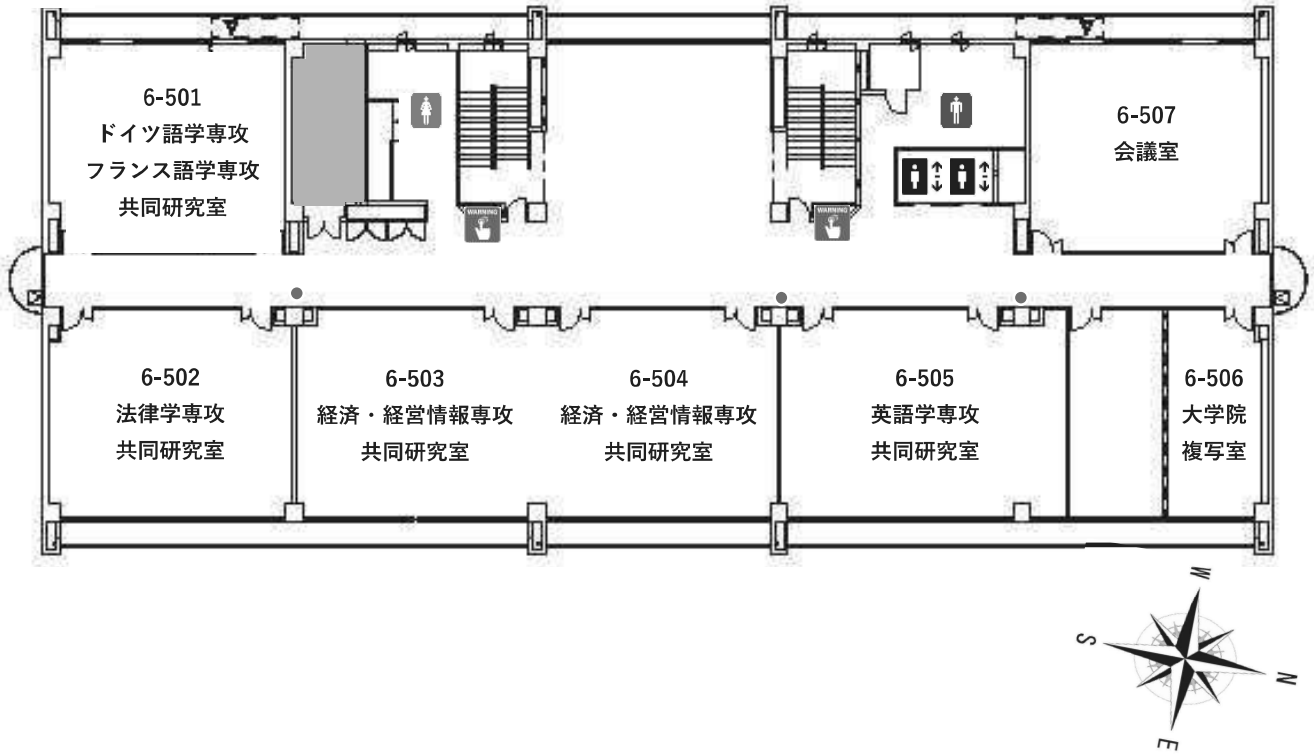 6-501
ドイツ語学専攻
フランス語学専攻
共同研究室
WARNING
WARNING
6-507
会議室
6-502
法律学専攻
共同研究室
6-503
経済・経営情報専攻
共同研究室
6-504
経済・経営情報専攻
共同研究室
6-505
英語学専攻
共同研究室
6-506
大学院
複写室
W
S
N
E